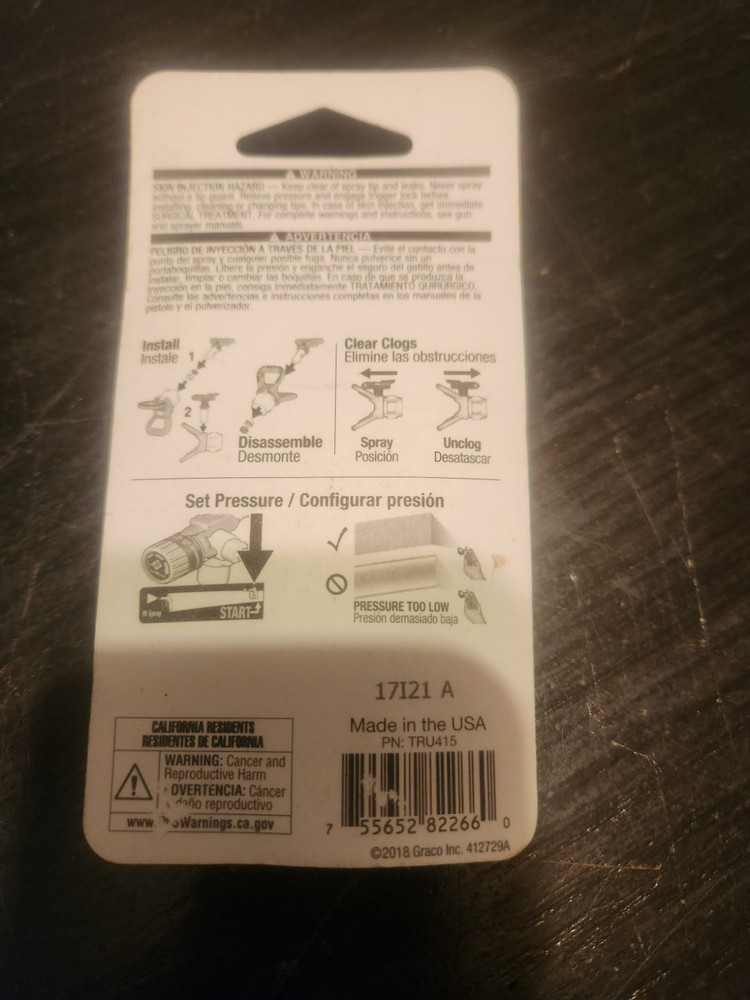 ⚠ WARNING
SKIN INJECTION HAZARD — Keep clear of spray tip and leaks. Never spray
without a tip guard. Relieve pressure and engage trigger lock before
installing, cleaning or changing tips. In case of skin injection, get immediate
SURGICAL TREATMENT. For complete warnings and instructions, see gun
and sprayer manuals.
⚠ ADVERTENCIA
PELIGRO DE INYECCIÓN A TRAVÉS DE LA PIEL — Evite el contacto con la
punta del spray y cualquier posible fuga. Nunca pulverice sin un
portaboquillas. Libere la presión y enganche el seguro del gatillo antes de
instalar, limpiar o cambiar las boquillas. En caso de que se produzca la
inyección en la piel, consiga inmediatamente TRATAMIENTO QUIRÚRGICO.
Consulte las advertencias e instrucciones completas en los manuales de la
pistola y el pulverizador.
Install
Instale
1
2
Disassemble
Desmonte
Clear Clogs
Elimine las obstrucciones
Spray
Posición
Unclog
Desatascar
Set Pressure / Configurar presión
Spray
START
PRESSURE TOO LOW
Presión demasiado baja
17I21 A
Made in the USA
PN: TRU415
CALIFORNIA RESIDENTS
RESIDENTES DE CALIFORNIA
WARNING: Cancer and
Reproductive Harm
OVERTENCIA: Cáncer
daño reproductivo
www. sWarnings.ca.gov
7 55652 82266 0
©2018 Graco Inc. 412729A